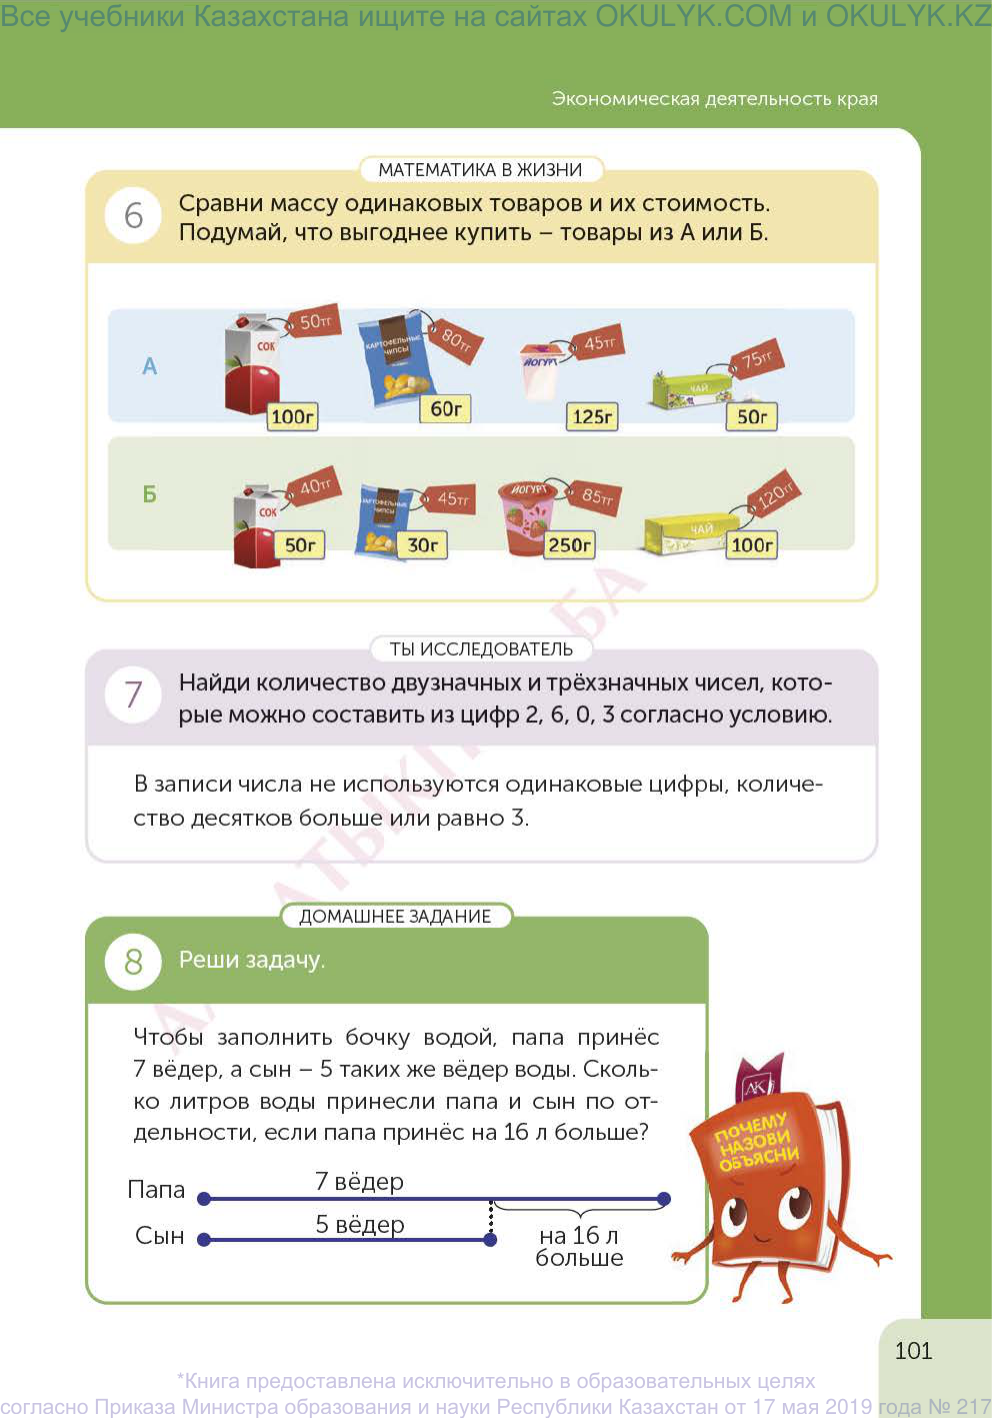 Все учебники Казахстана ищите на сайтах OKULYK.COM и OKULYK.KZ
Экономическая деятельность края
МАТЕМАТИКА В ЖИЗНИ
6
Сравни массу одинаковых товаров и их стоимость.
Подумай, что выгоднее купить – товары из А или Б.
А
СОК
50тг
100г
КАРТОФЕЛЬНЫЕ
ЧИПСЫ
80тг
60г
ЙОГУРТ
45тг
125г
ЧАЙ
75тг
50г
Б
СОК
40тг
50г
КАРТОФЕЛЬНЫЕ
ЧИПСЫ
45тг
30г
ЙОГУРТ
85тг
250г
ЧАЙ
120тг
100г
ТЫ ИССЛЕДОВАТЕЛЬ
7
Найди количество двузначных и трёхзначных чисел, кото-
рые можно составить из цифр 2, 6, 0, 3 согласно условию.
В записи числа не используются одинаковые цифры, количе-
ство десятков больше или равно 3.
ДОМАШНЕЕ ЗАДАНИЕ
8
Реши задачу.
Чтобы заполнить бочку водой, папа принёс
7 вёдер, а сын – 5 таких же вёдер воды. Сколь-
ко литров воды принесли папа и сын по от-
дельности, если папа принёс на 16 л больше?
Папа
7 вёдер
Сын
5 вёдер
на 16 л
больше
АК
ПОЧЕМУ
НАЗОВИ
ОБЪЯСНИ
101
*Книга предоставлена исключительно в образовательных целях
согласно Приказа Министра образования и науки Республики Казахстан от 17 мая 2019 года № 217